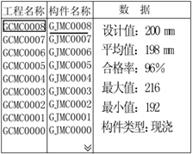 工程名称 构件名称 数 据
GCMC0008 GJMC0008 设计值: 200 mm
GCMC0007 GJMC0007 平均值: 198 mm
GCMC0006 GJMC0006 合格率: 96%
GCMC0005 GJMC0005
GCMC0004 GJMC0004 最大值: 216
GCMC0003 GJMC0003 最小值: 192
GCMC0002 GJMC0002
GCMC0001 GJMC0001 构件类型: 现浇
GCMC0000 GJMC0000